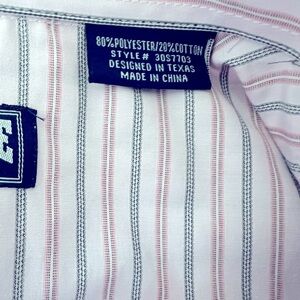 80%POLYESTER/20%COTTON
STYLE# 30S7703
DESIGNED IN TEXAS
MADE IN CHINA
E